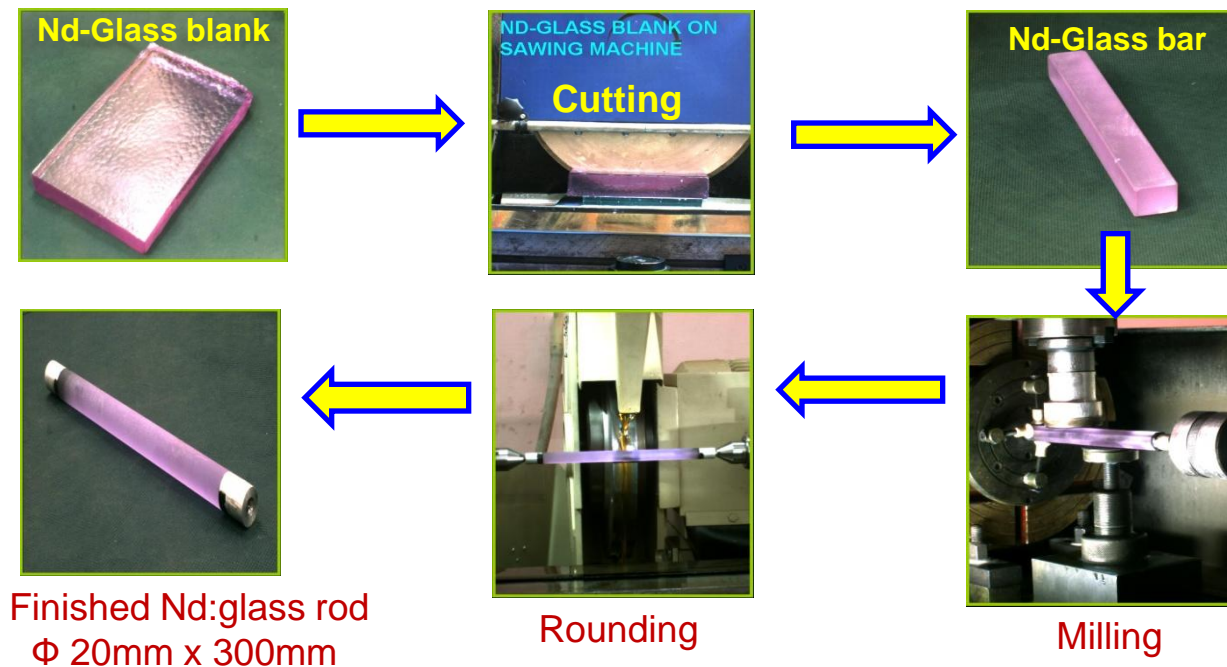 Nd-Glass blank
ND-GLASS BLANK ON
SAWING MACHINE
Cutting
Nd-Glass bar
Finished Nd:glass rod
Φ 20mm x 300mm
Rounding
Milling